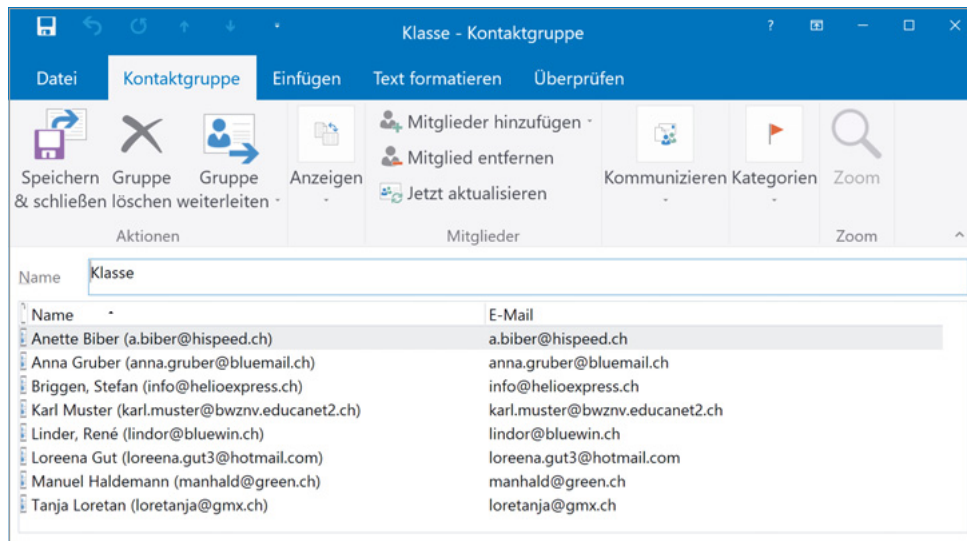 Klasse - Kontaktgruppe
?
Datei Kontaktgruppe Einfügen Text formatieren Überprüfen
Speichern & schließen
Gruppe löschen
Gruppe weiterleiten
Aktionen
Anzeigen
Mitglieder hinzufügen
Mitglied entfernen
Jetzt aktualisieren
Mitglieder
Kommunizieren
Kategorien
Zoom
Zoom
Name Klasse
Name E-Mail
Anette Biber (a.biber@hispeed.ch) a.biber@hispeed.ch
Anna Gruber (anna.gruber@bluemail.ch) anna.gruber@bluemail.ch
Briggen, Stefan (info@helioexpress.ch) info@helioexpress.ch
Karl Muster (karl.muster@bwznv.educanet2.ch) karl.muster@bwznv.educanet2.ch
Linder, René (lindor@bluewin.ch) lindor@bluewin.ch
Loreena Gut (loreena.gut3@hotmail.com) loreena.gut3@hotmail.com
Manuel Haldemann (manhald@green.ch) manhald@green.ch
Tanja Loretan (loretanja@gmx.ch) loretanja@gmx.ch